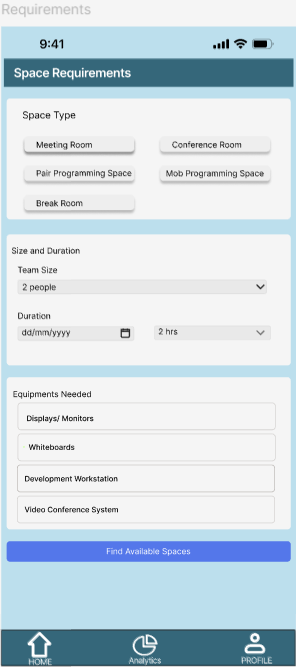 Requirements
9:41
Space Requirements
Space Type
Meeting Room Conference Room
Pair Programming Space Mob Programming Space
Break Room
Size and Duration
Team Size
2 people
Duration
dd/mm/yyyy 2 hrs
Equipments Needed
Displays/ Monitors
Whiteboards
Development Workstation
Video Conference System
Find Available Spaces
HOME Analytics PROFILE